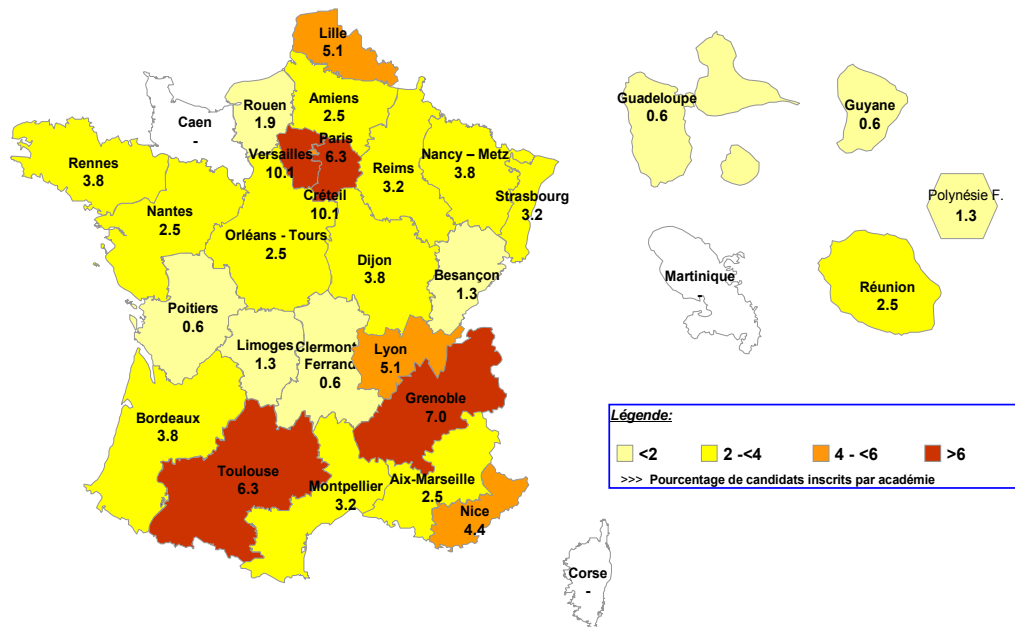 Lille
5.1
Rouen
1.9
Amiens
2.5
Caen
-
Paris
6.3
Versailles
10.1
Reims
3.2
Nancy – Metz
3.8
Strasbourg
3.2
Rennes
3.8
Créteil
10.1
Nantes
2.5
Orléans - Tours
2.5
Dijon
3.8
Besançon
1.3
Poitiers
0.6
Limoges
1.3
Clermont
Ferrand
0.6
Lyon
5.1
Grenoble
7.0
Bordeaux
3.8
Toulouse
6.3
Montpellier
3.2
Aix-Marseille
2.5
Nice
4.4
Corse
-
Guadeloupe
0.6
Guyane
0.6
Polynésie F.
1.3
Martinique
-
Réunion
2.5
Légende:
<2
2 -<4
4 - <6
>6
>>> Pourcentage de candidats inscrits par académie